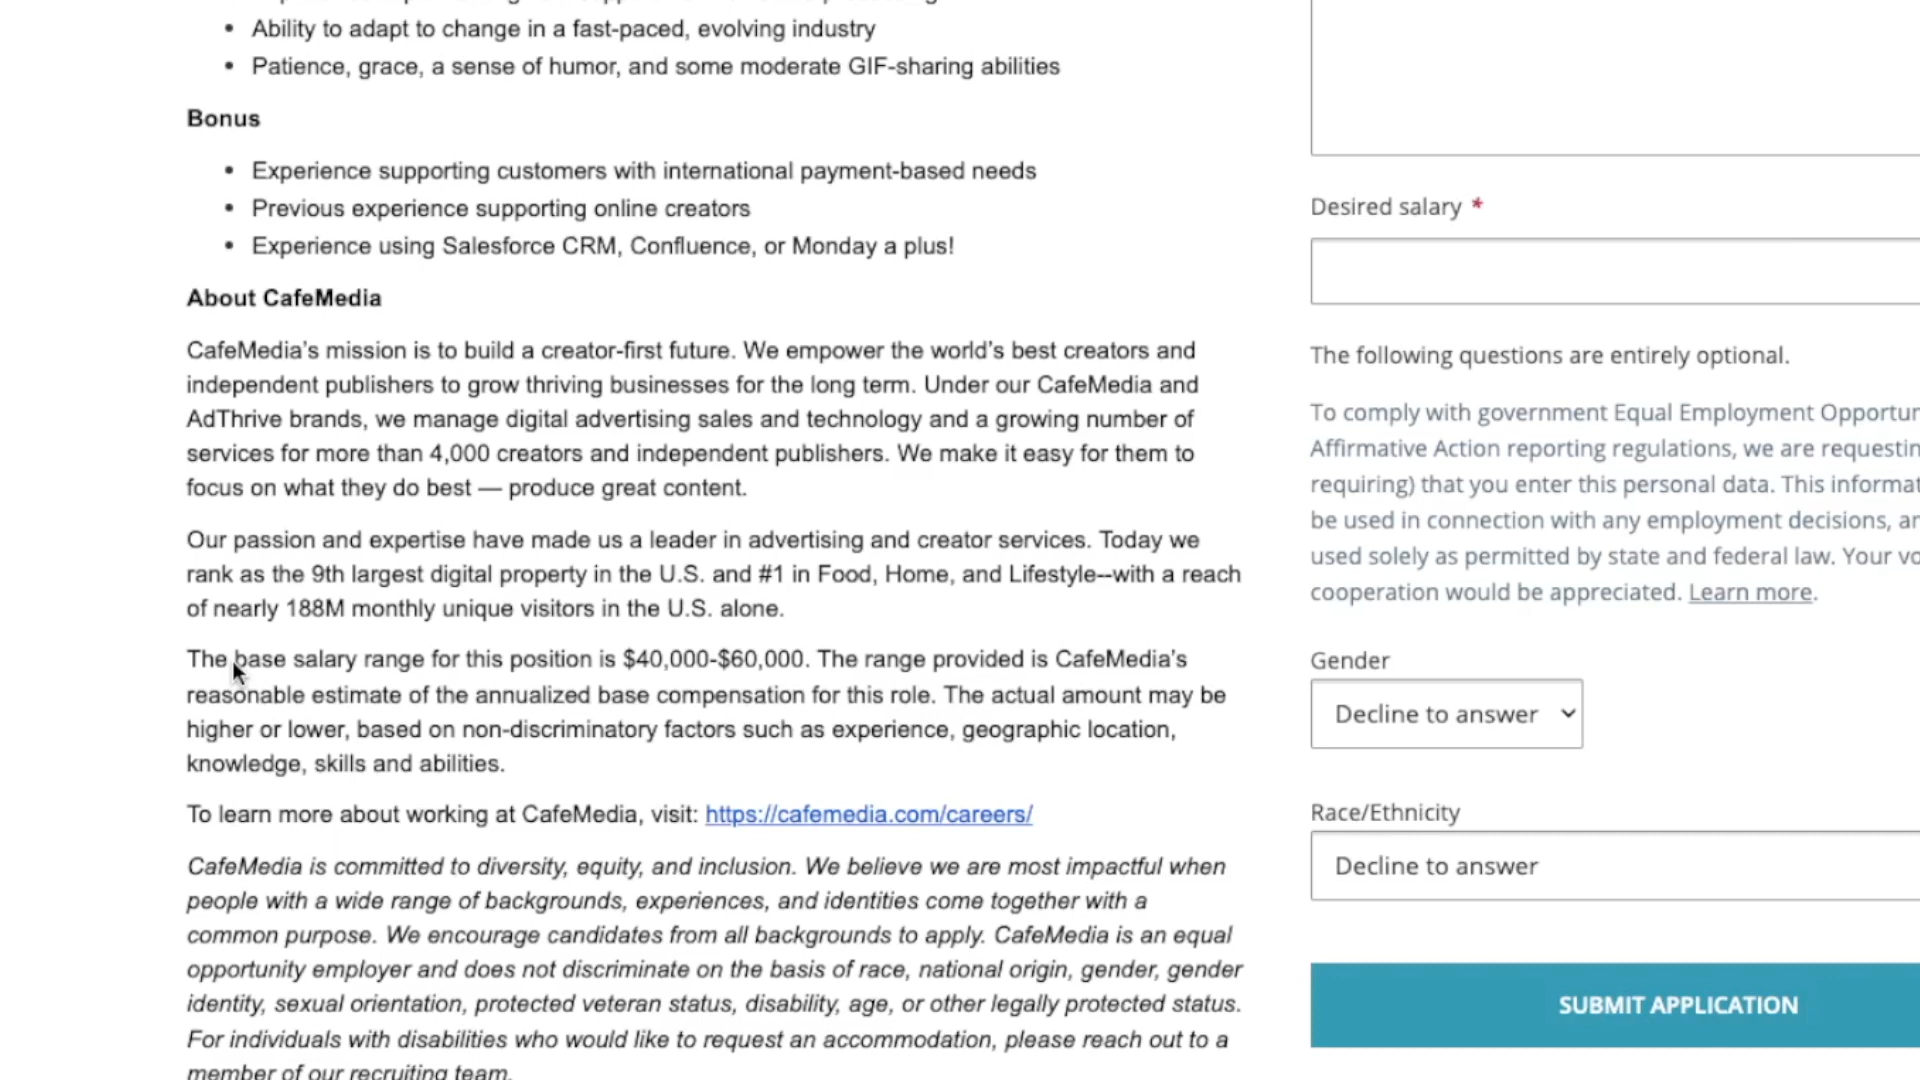 Ability to adapt to change in a fast-paced, evolving industry
Patience, grace, a sense of humor, and some moderate GIF-sharing abilities
Bonus
Experience supporting customers with international payment-based needs
Previous experience supporting online creators
Experience using Salesforce CRM, Confluence, or Monday a plus!
About CafeMedia
CafeMedia’s mission is to build a creator-first future. We empower the world’s best creators and
independent publishers to grow thriving businesses for the long term. Under our CafeMedia and
AdThrive brands, we manage digital advertising sales and technology and a growing number of
services for more than 4,000 creators and independent publishers. We make it easy for them to
focus on what they do best — produce great content.
Our passion and expertise have made us a leader in advertising and creator services. Today we
rank as the 9th largest digital property in the U.S. and #1 in Food, Home, and Lifestyle--with a reach
of nearly 188M monthly unique visitors in the U.S. alone.
The base salary range for this position is $40,000-$60,000. The range provided is CafeMedia’s
reasonable estimate of the annualized base compensation for this role. The actual amount may be
higher or lower, based on non-discriminatory factors such as experience, geographic location,
knowledge, skills and abilities.
To learn more about working at CafeMedia, visit: https://cafemedia.com/careers/
CafeMedia is committed to diversity, equity, and inclusion. We believe we are most impactful when
people with a wide range of backgrounds, experiences, and identities come together with a
common purpose. We encourage candidates from all backgrounds to apply. CafeMedia is an equal
opportunity employer and does not discriminate on the basis of race, national origin, gender, gender
identity, sexual orientation, protected veteran status, disability, age, or other legally protected status.
For individuals with disabilities who would like to request an accommodation, please reach out to a
member of our recruiting team.
Desired salary *
The following questions are entirely optional.
To comply with government Equal Employment Opportun
Affirmative Action reporting regulations, we are requestin
requiring) that you enter this personal data. This informat
be used in connection with any employment decisions, an
used solely as permitted by state and federal law. Your vo
cooperation would be appreciated. Learn more.
Gender
Decline to answer
Race/Ethnicity
Decline to answer
SUBMIT APPLICATION